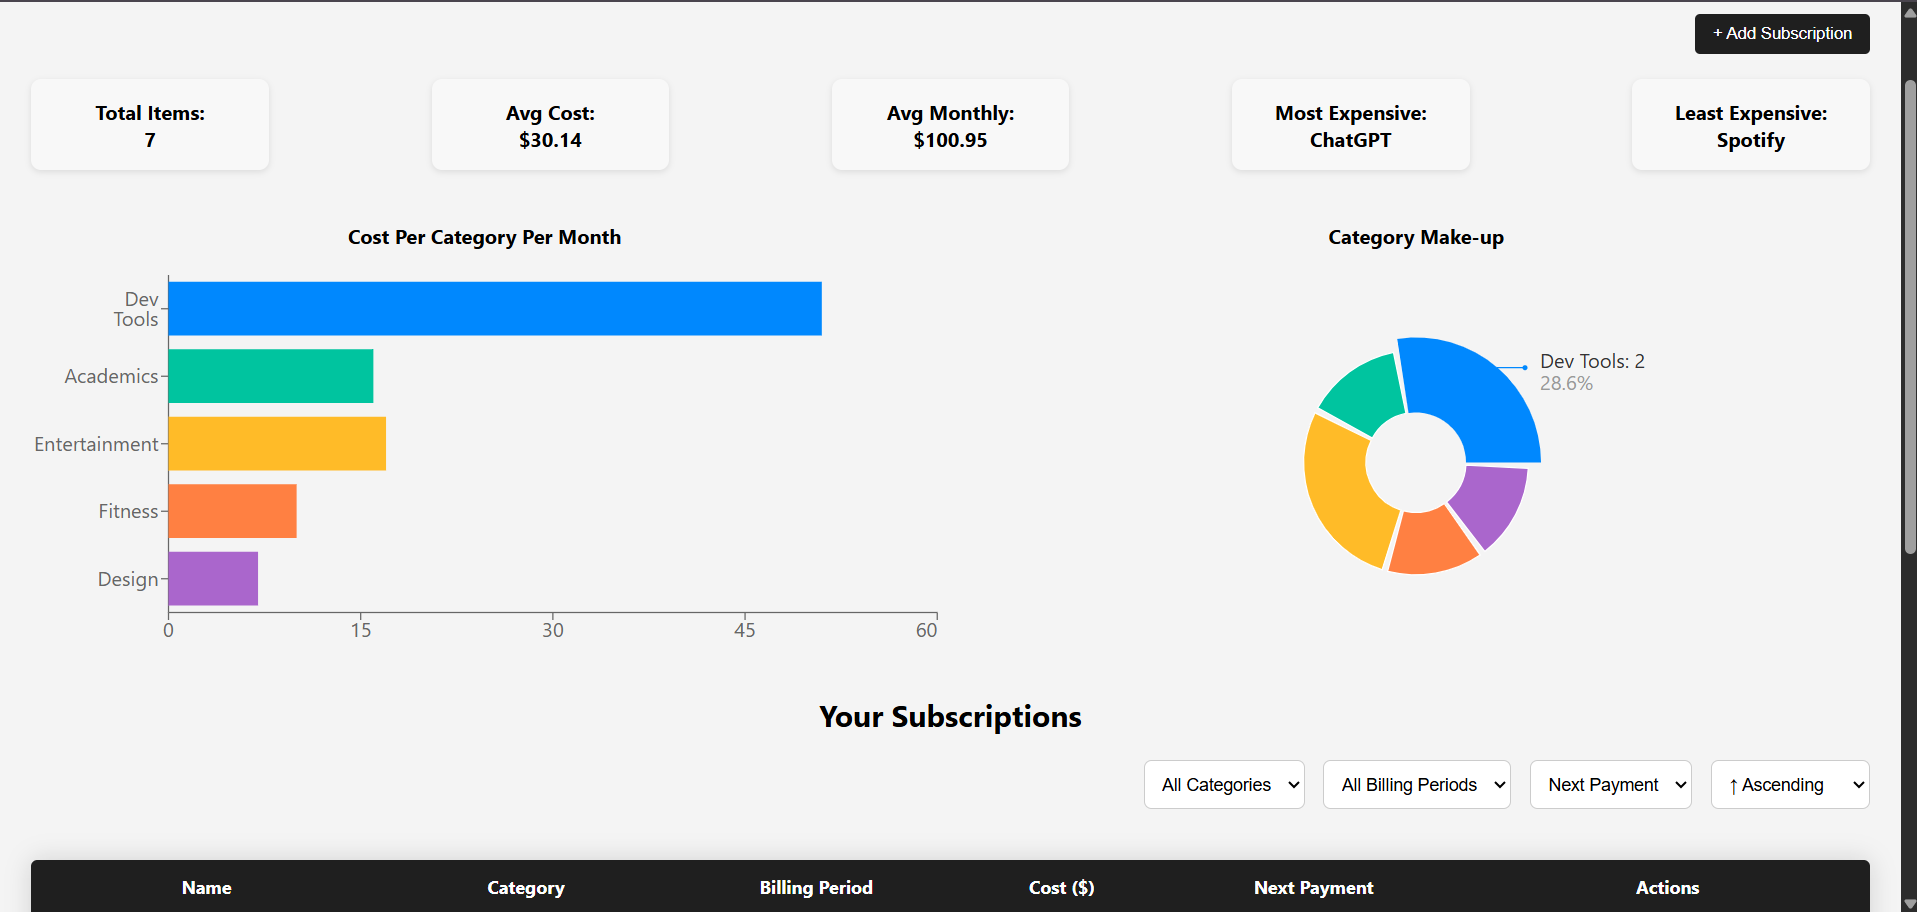 + Add Subscription
Total Items:
7
Avg Cost:
$30.14
Avg Monthly:
$100.95
Most Expensive:
ChatGPT
Least Expensive:
Spotify
Cost Per Category Per Month
Dev
Tools
Academics
Entertainment
Fitness
Design
0 15 30 45 60
Category Make-up
Dev Tools: 2
28.6%
Your Subscriptions
All Categories All Billing Periods Next Payment ↑ Ascending
Name Category Billing Period Cost ($) Next Payment Actions